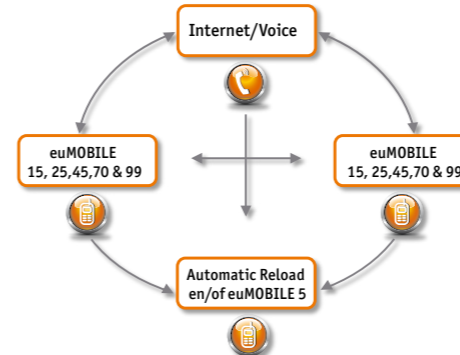 Internet/Voice
euMOBILE
15, 25,45,70 & 99
euMOBILE
15, 25,45,70 & 99
Automatic Reload
en/of euMOBILE 5